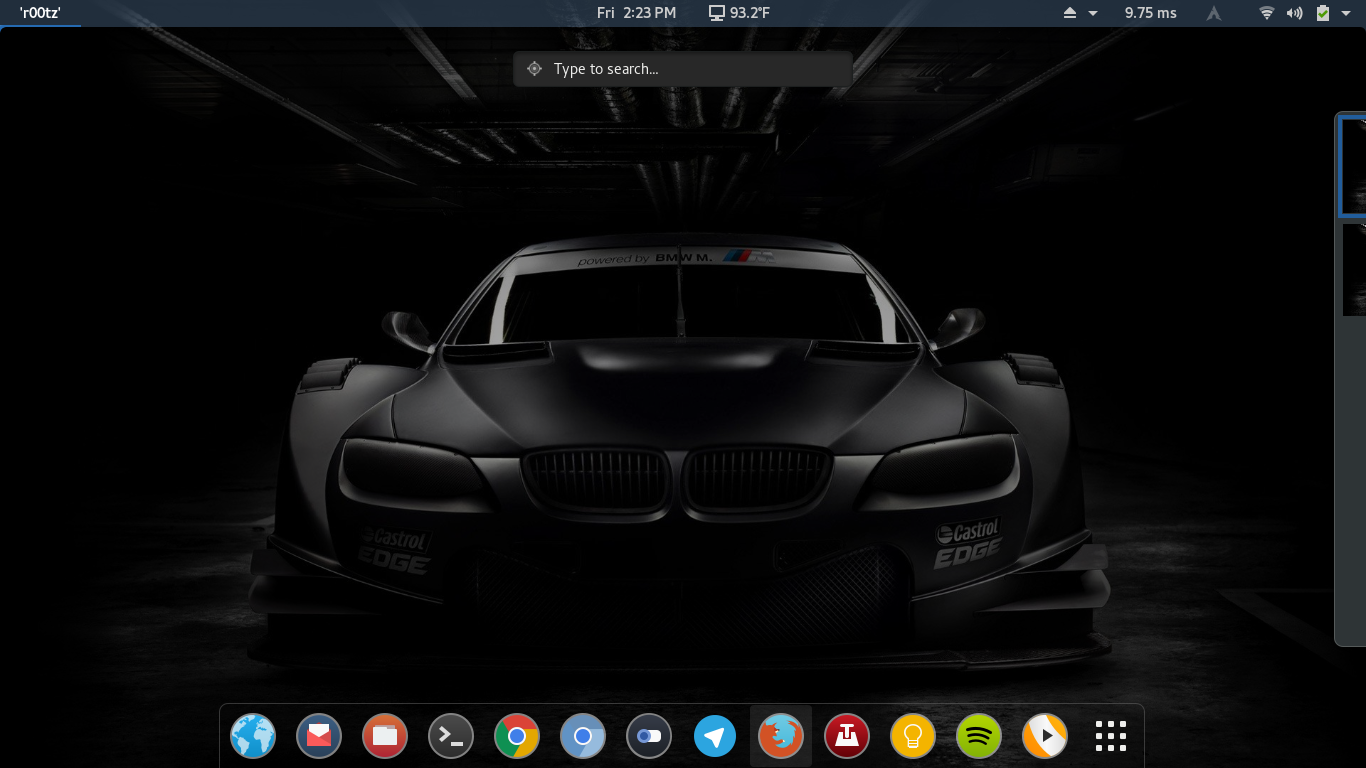 'r00tz'
Fri 2:23 PM
93.2°F
9.75 ms
Type to search...
powered by BMW M.
Castrol
EDGE
Castrol
EDGE